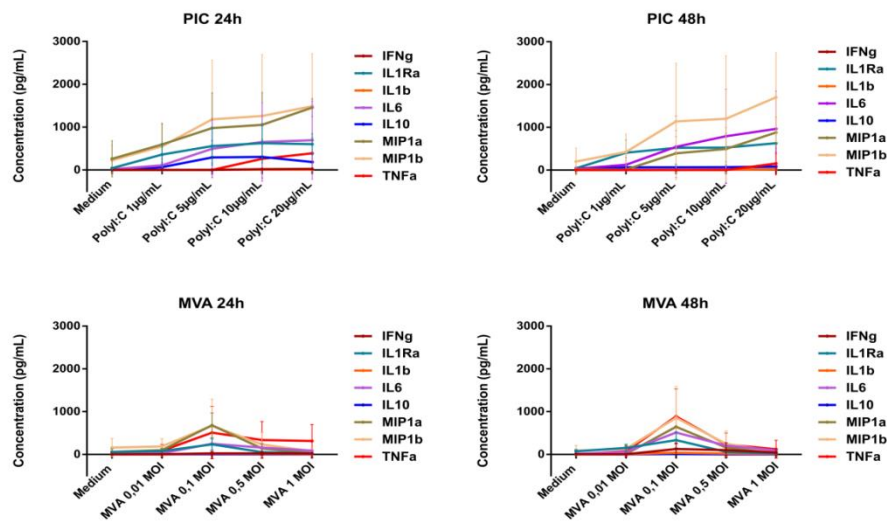 PIC 24h
Concentration (pg/mL)
3000
2000
1000
0
Medium
PolyI:C 1µg/mL
PolyI:C 5µg/mL
PolyI:C 10µg/mL
PolyI:C 20µg/mL
IFNg
IL1Ra
IL1b
IL6
IL10
MIP1a
MIP1b
TNFa
PIC 48h
Concentration (pg/mL)
3000
2000
1000
0
Medium
PolyI:C 1µg/mL
PolyI:C 5µg/mL
PolyI:C 10µg/mL
PolyI:C 20µg/mL
IFNg
IL1Ra
IL1b
IL6
IL10
MIP1a
MIP1b
TNFa
MVA 24h
Concentration (pg/mL)
3000
2000
1000
0
Medium
MVA 0,01 MOI
MVA 0,1 MOI
MVA 0,5 MOI
MVA 1 MOI
IFNg
IL1Ra
IL1b
IL6
IL10
MIP1a
MIP1b
TNFa
MVA 48h
Concentration (pg/mL)
3000
2000
1000
0
Medium
MVA 0,01 MOI
MVA 0,1 MOI
MVA 0,5 MOI
MVA 1 MOI
IFNg
IL1Ra
IL1b
IL6
IL10
MIP1a
MIP1b
TNFa